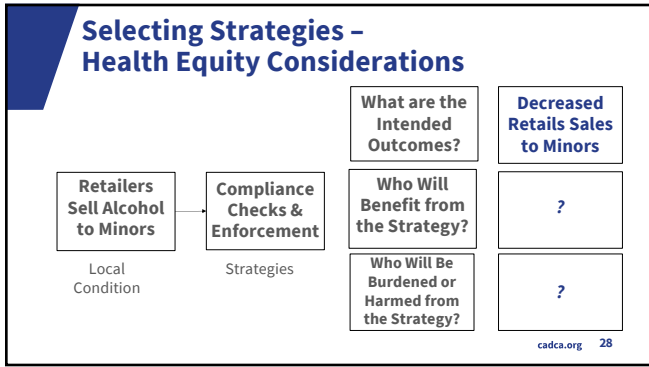 Selecting Strategies –
Health Equity Considerations
What are the
Intended
Outcomes?
Decreased
Retails Sales
to Minors
Retailers
Sell Alcohol
to Minors
Compliance
Checks &
Enforcement
Who Will
Benefit from
the Strategy?
?
Local
Condition
Strategies
Who Will Be
Burdened or
Harmed from
the Strategy?
?
cadca.org 28